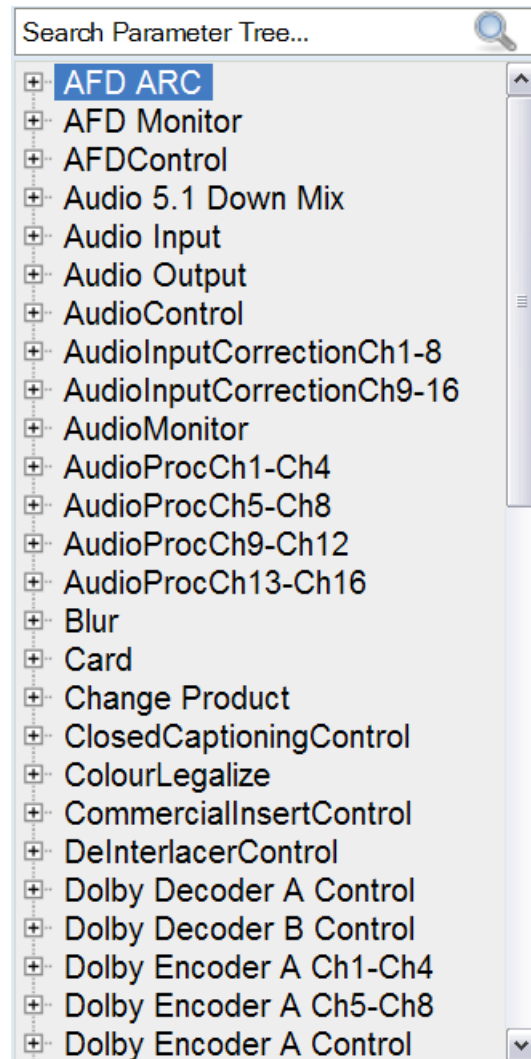 Search Parameter Tree...
AFD ARC
AFD Monitor
AFDControl
Audio 5.1 Down Mix
Audio Input
Audio Output
AudioControl
AudioInputCorrectionCh1-8
AudioInputCorrectionCh9-16
AudioMonitor
AudioProcCh1-Ch4
AudioProcCh5-Ch8
AudioProcCh9-Ch12
AudioProcCh13-Ch16
Blur
Card
Change Product
ClosedCaptioningControl
ColourLegalize
CommercialInsertControl
DeInterlacerControl
Dolby Decoder A Control
Dolby Decoder B Control
Dolby Encoder A Ch1-Ch4
Dolby Encoder A Ch5-Ch8
Dolby Encoder A Control